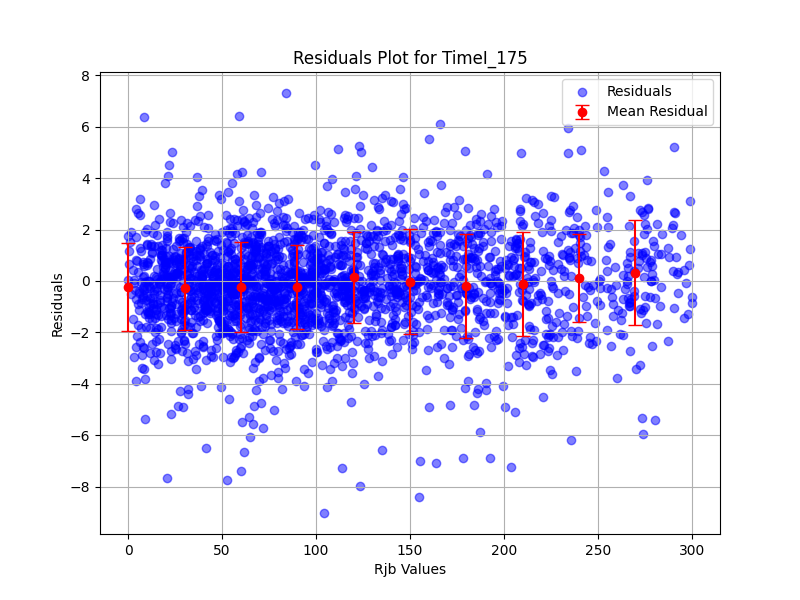 Residuals Plot for TimeI_175
8
6
4
2
0
−2
−4
−6
−8
Residuals
Residuals
Mean Residual
0 50 100 150 200 250 300
Rjb Values